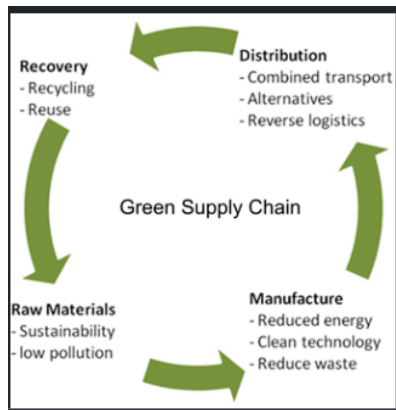 Recovery
- Recycling
- Reuse
Distribution
- Combined transport
- Alternatives
- Reverse logistics
Green Supply Chain
Raw Materials
- Sustainability
- low pollution
Manufacture
- Reduced energy
- Clean technology
- Reduce waste